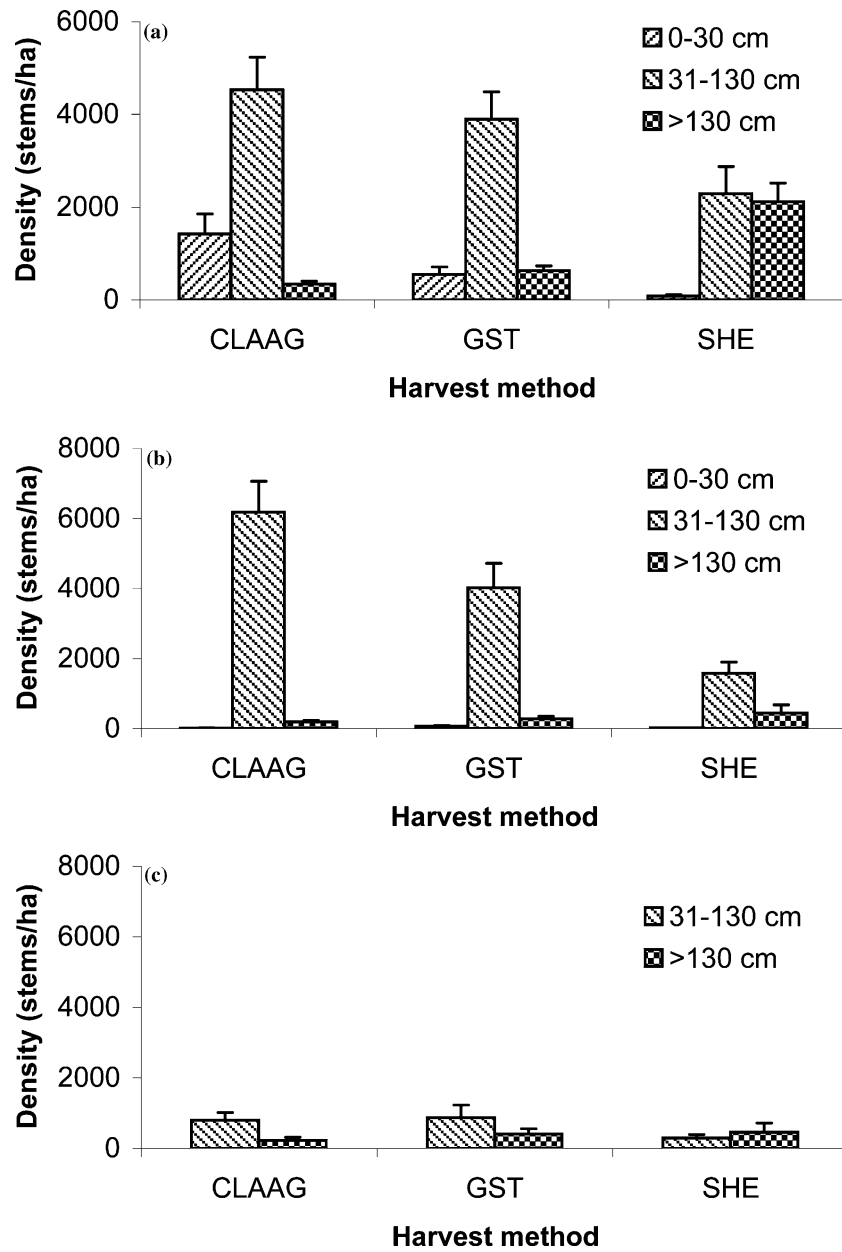 (a)
6000
4000
2000
0
Density (stems/ha)
0-30 cm
31-130 cm
>130 cm
CLAAG GST SHE
Harvest method
(b)
8000
6000
4000
2000
0
Density (stems/ha)
0-30 cm
31-130 cm
>130 cm
CLAAG GST SHE
Harvest method
(c)
8000
6000
4000
2000
0
Density (stems/ha)
31-130 cm
>130 cm
CLAAG GST SHE
Harvest method